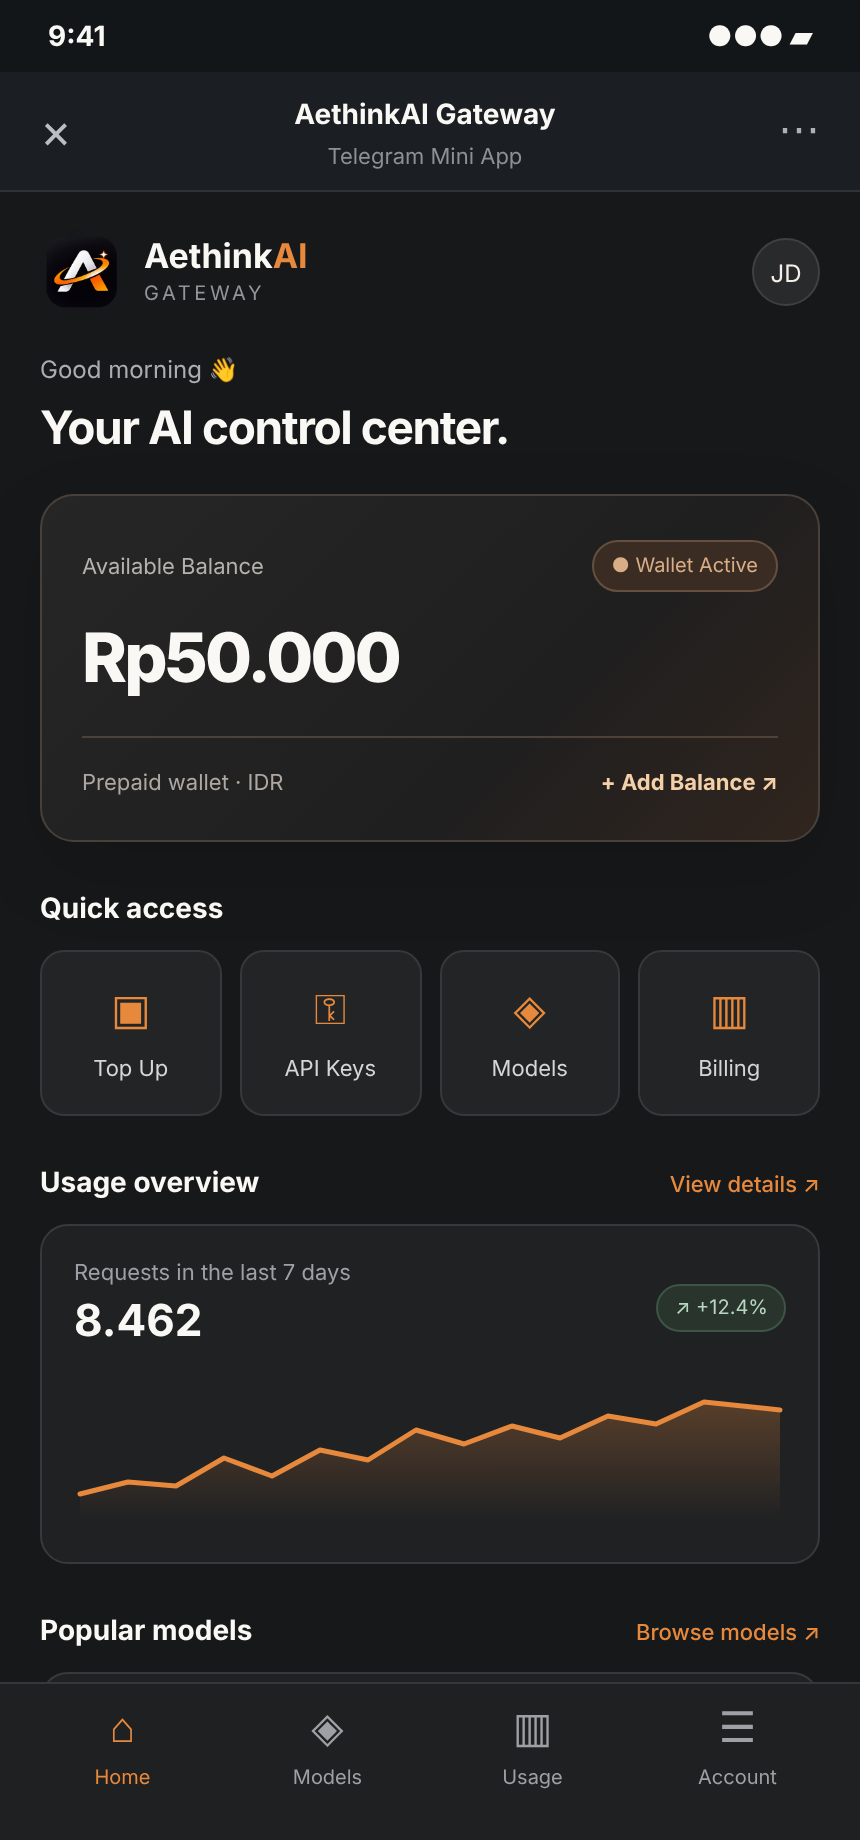 9:41
AethinkAI Gateway
Telegram Mini App
AethinkAI
GATEWAY
JD
Good morning 👋
Your AI control center.
Available Balance
Wallet Active
Rp50.000
Prepaid wallet · IDR
+ Add Balance ↗
Quick access
Top Up
API Keys
Models
Billing
Usage overview
View details ↗
Requests in the last 7 days
8.462
↗ +12.4%
Popular models
Browse models ↗
Home
Models
Usage
Account